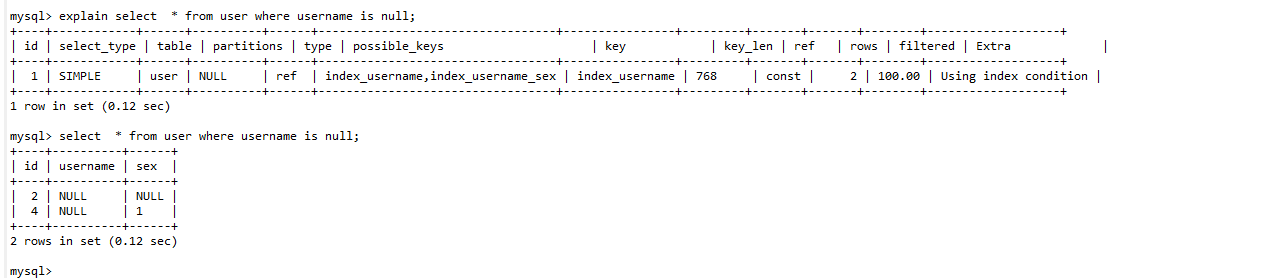 mysql> explain select  * from user where username is null;
+----+-------------+-------+------------+------+-----------------------------------+----------------+---------+-------+------+----------+--------------------+
| id | select_type | table | partitions | type | possible_keys                     | key            | key_len | ref   | rows | filtered | Extra             |
+----+-------------+-------+------------+------+-----------------------------------+----------------+---------+-------+------+----------+--------------------+
|  1 | SIMPLE      | user  | NULL       | ref  | index_username,index_username_sex | index_username | 768     | const |    2 | 100.00 | Using index condition |
+----+-------------+-------+------------+------+-----------------------------------+----------------+---------+-------+------+----------+--------------------+
1 row in set (0.12 sec)

mysql> select  * from user where username is null;
+----+----------+------+
| id | username | sex  |
+----+----------+------+
|  2 | NULL     | NULL |
|  4 | NULL     | 1    |
+----+----------+------+
2 rows in set (0.12 sec)

mysql>